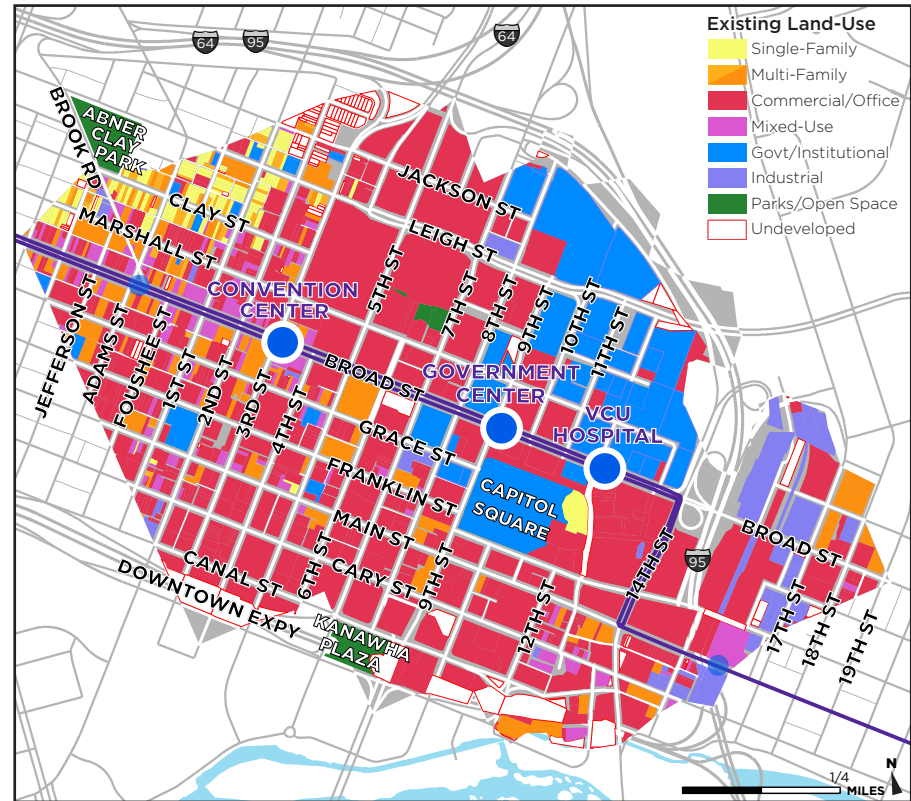 Existing Land-Use
Single-Family
Multi-Family
Commercial/Office
Mixed-Use
Govt/Institutional
Industrial
Parks/Open Space
Undeveloped
64
95
64
BROOK RD
ABNER
CLAY
PARK
JACKSON ST
CLAY ST
LEIGH ST
MARSHALL ST
CONVENTION
CENTER
5TH ST
7TH ST
8TH ST
9TH ST
10TH ST
11TH ST
JEFFERSON ST
ADAMS ST
FOUSHEE ST
1ST ST
2ND ST
3RD ST
4TH ST
BROAD ST
GOVERNMENT
CENTER
VCU
HOSPITAL
GRACE ST
FRANKLIN ST
CAPITOL
SQUARE
MAIN ST
CARY ST
CANAL ST
6TH ST
9TH ST
12TH ST
14TH ST
95
BROAD ST
17TH ST
18TH ST
19TH ST
DOWNTOWN EXPY
KANAWHA
PLAZA
1/4
MILES
N